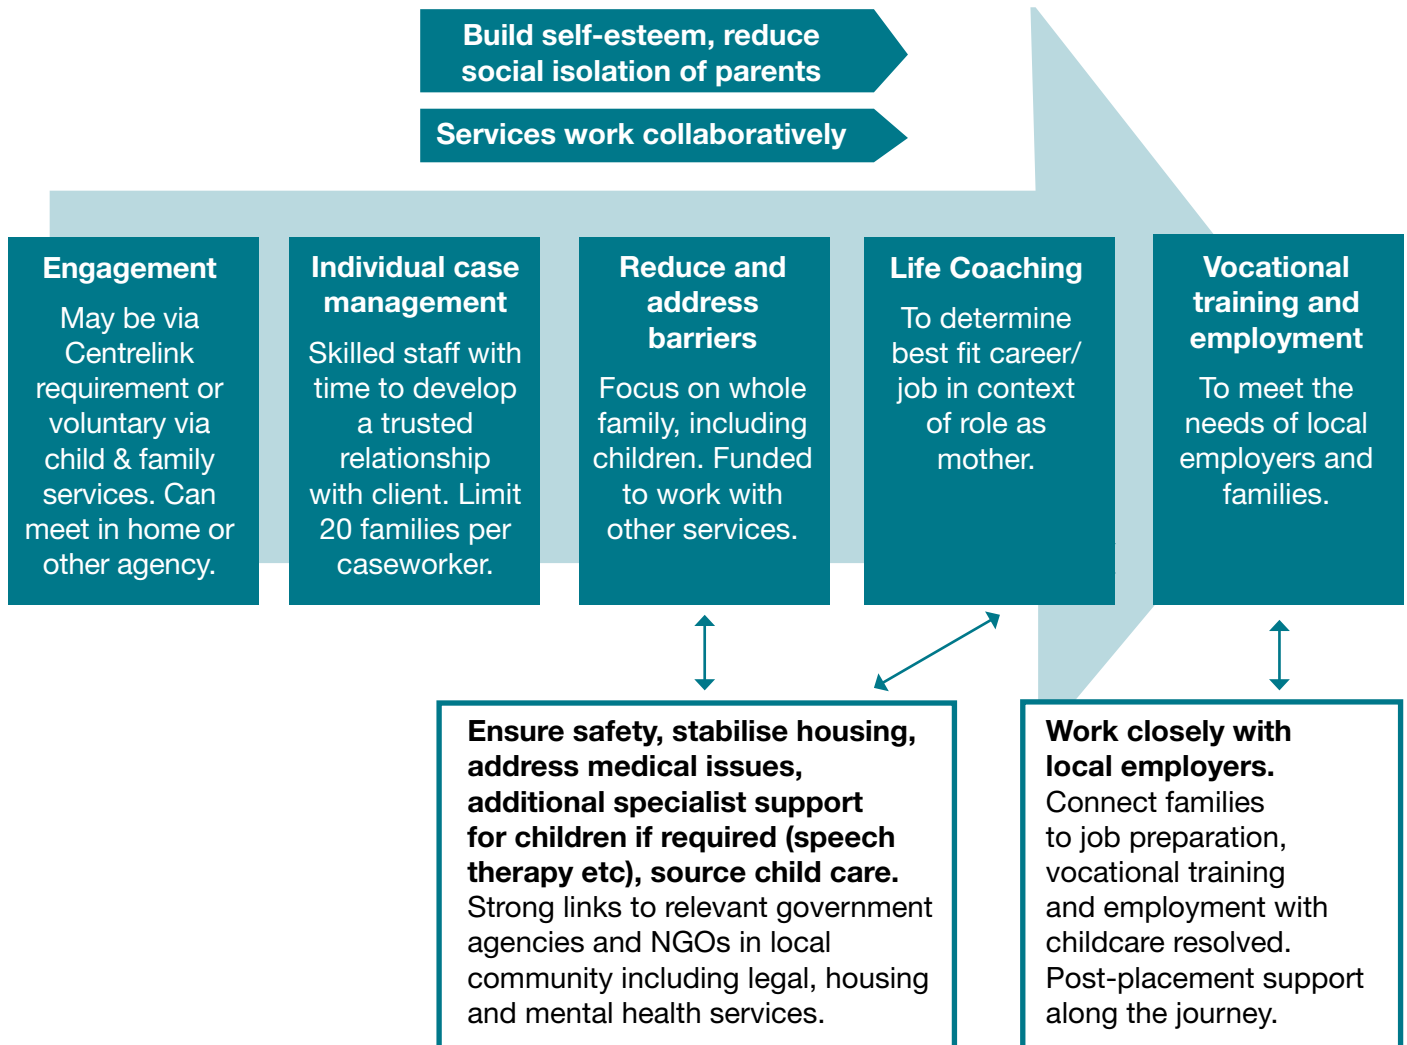 Build self-esteem, reduce
social isolation of parents
Services work collaboratively
Engagement
May be via
Centrelink
requirement or
voluntary via
child & family
services. Can
meet in home or
other agency.
Individual case
management
Skilled staff with
time to develop
a trusted
relationship
with client. Limit
20 families per
caseworker.
Reduce and
address
barriers
Focus on whole
family, including
children. Funded
to work with
other services.
Life Coaching
To determine
best fit career/
job in context
of role as
mother.
Vocational
training and
employment
To meet the
needs of local
employers and
families.
Ensure safety, stabilise housing,
address medical issues,
additional specialist support
for children if required (speech
therapy etc), source child care.
Strong links to relevant government
agencies and NGOs in local
community including legal, housing
and mental health services.
Work closely with
local employers.
Connect families
to job preparation,
vocational training
and employment with
childcare resolved.
Post-placement support
along the journey.